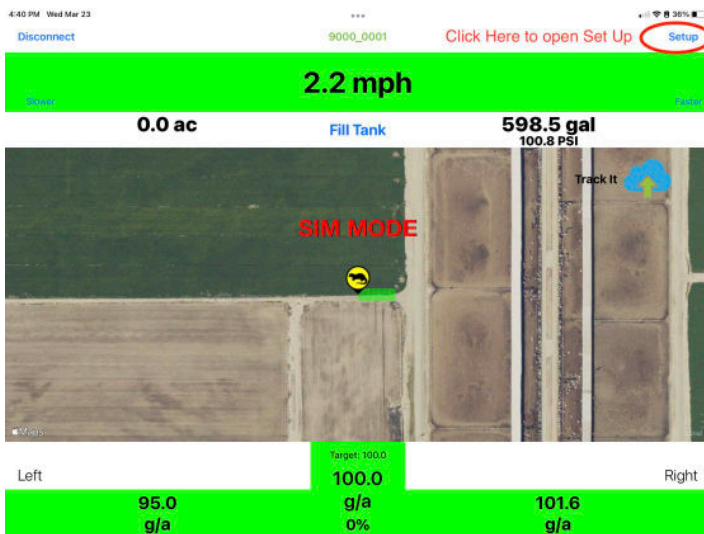 4:40 PM Wed Mar 23
36%
Disconnect
9000_0001
Click Here to open Set Up
Setup
2.2 mph
Slower
Faster
0.0 ac
Fill Tank
598.5 gal
100.8 PSI
Track It
SIM MODE
Maps
Target: 100.0
Left
100.0
Right
95.0
g/a
101.6
g/a
0%
g/a